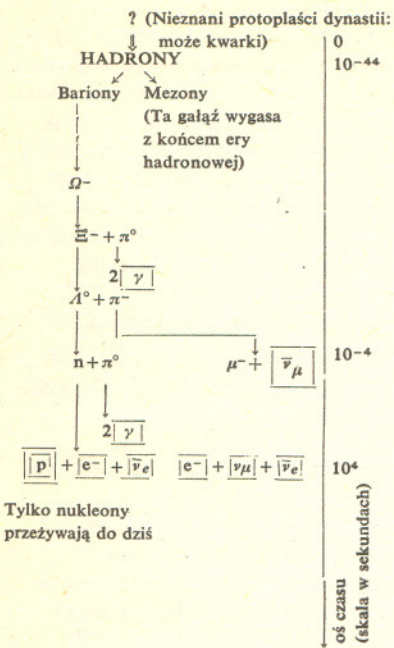 ? (Nieznani protoplaści dynastii:
może kwarki)
0
HADRONY
10⁻⁴⁴
Bariony Mezony
(Ta gałąź wygasa
z końcem ery
hadronowej)
Ω⁻
Ξ⁻ + π°
2 γ
Λ° + π⁻
n + π°
μ⁻ + ν̅μ
10⁻⁴
2 γ
p + e⁻ + ν̅e
e⁻ + νμ + ν̅e
10⁴
Tylko nukleony
przeżywają do dziś
oś czasu
(skala w sekundach)